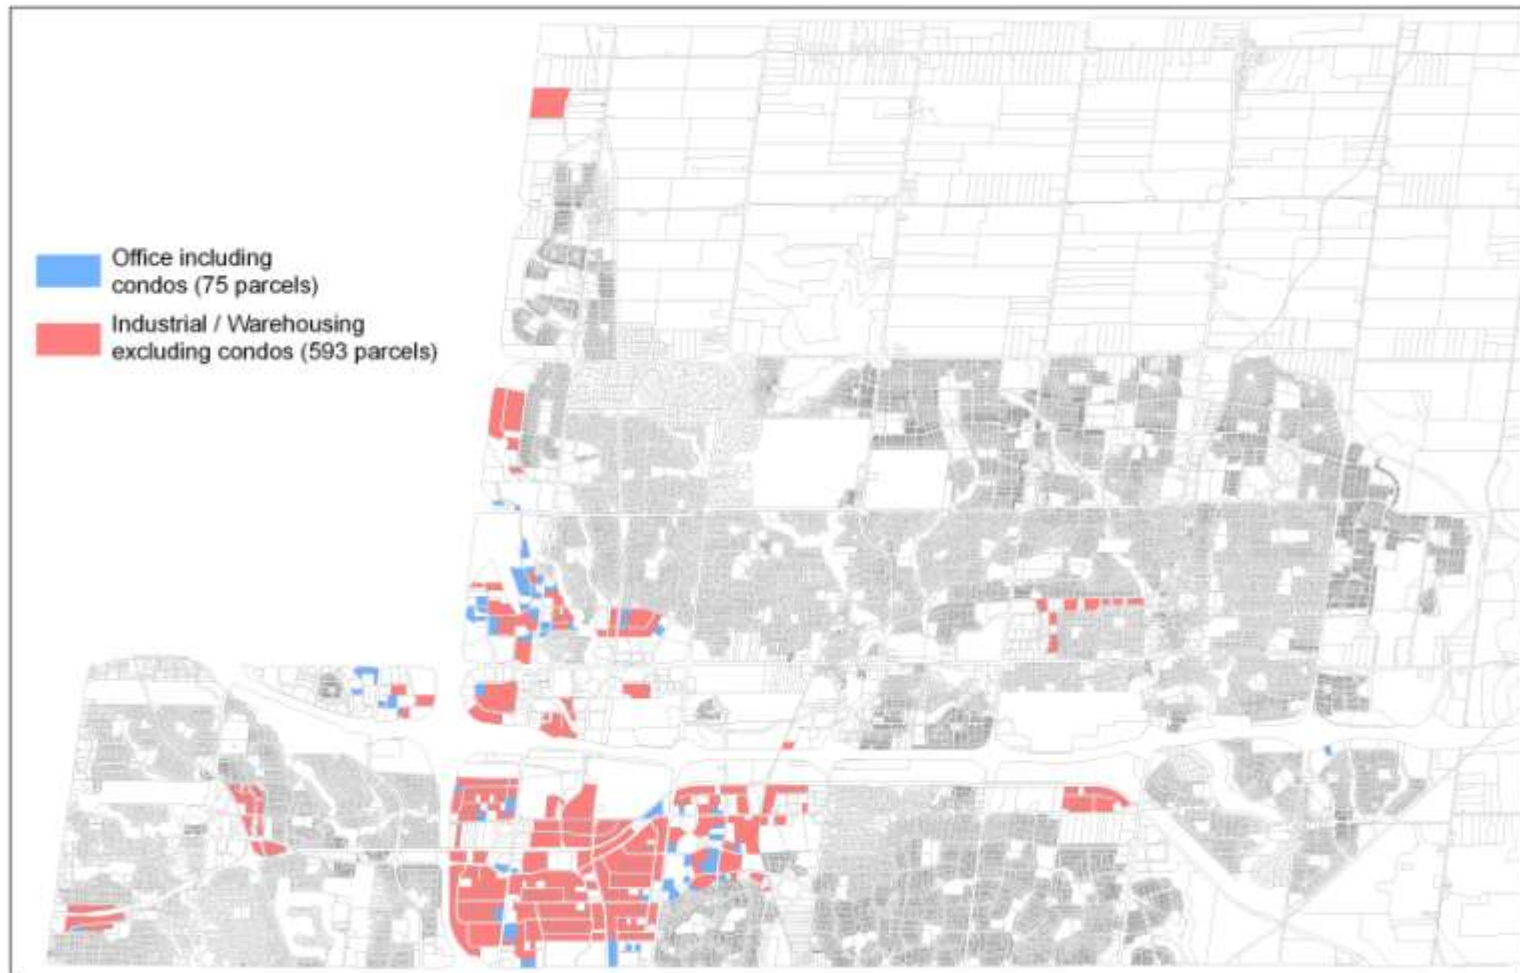 Office including
condos (75 parcels)
Industrial / Warehousing
excluding condos (593 parcels)